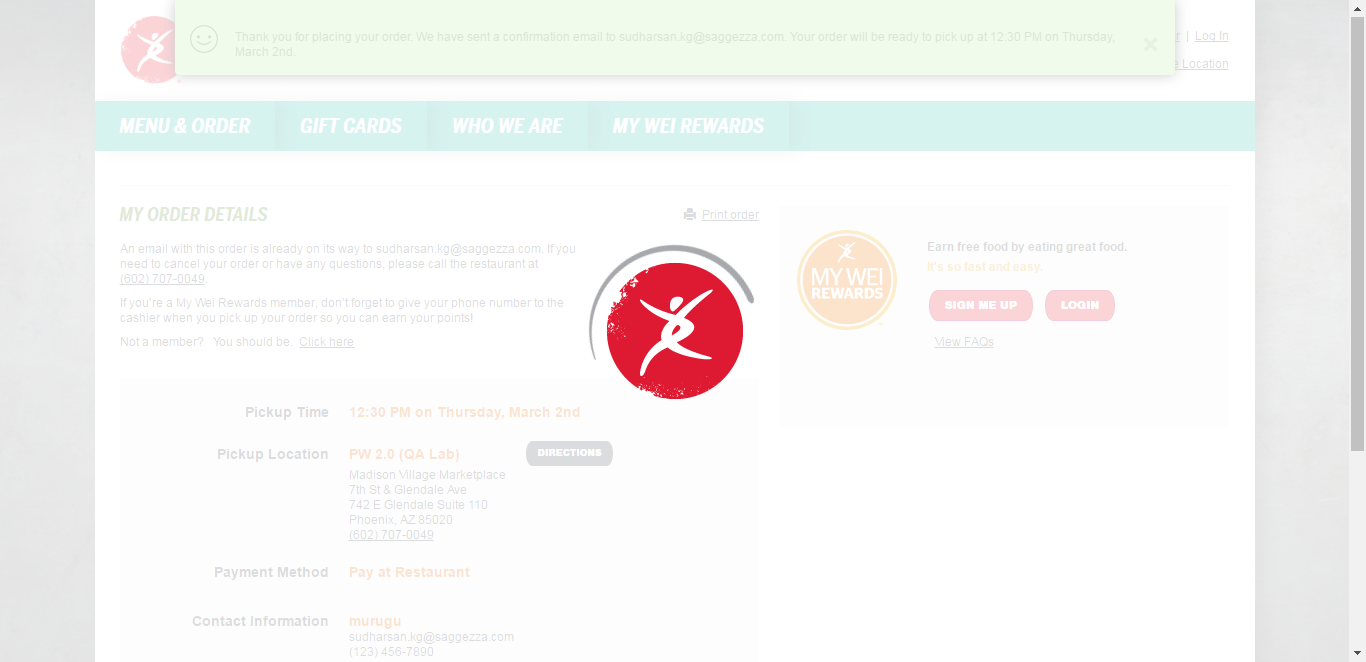 Thank you for placing your order. We have sent a confirmation email to sudharsan.kg@saggezza.com. Your order will be ready to pick up at 12:30 PM on Thursday,
March 2nd.
| Log In
Location
MENU & ORDER
GIFT CARDS
WHO WE ARE
MY WEI REWARDS
MY ORDER DETAILS
Print order
An email with this order is already on its way to sudharsan.kg@saggezza.com. If you
need to cancel your order or have any questions, please call the restaurant at
(602) 707-0049.
If you're a My Wei Rewards member, don't forget to give your phone number to the
cashier when you pick up your order so you can earn your points!
Not a member? You should be. Click here
MY WEI
REWARDS
Earn free food by eating great food.
It's so fast and easy.
SIGN ME UP
LOGIN
View FAQs
Pickup Time
12:30 PM on Thursday, March 2nd
Pickup Location
PW 2.0 (QA Lab)
DIRECTIONS
Madison Village Marketplace
7th St & Glendale Ave
742 E Glendale Suite 110
Phoenix, AZ 85020
(602) 707-0049
Payment Method
Pay at Restaurant
Contact Information
murugu
sudharsan.kg@saggezza.com
(123) 456-7890